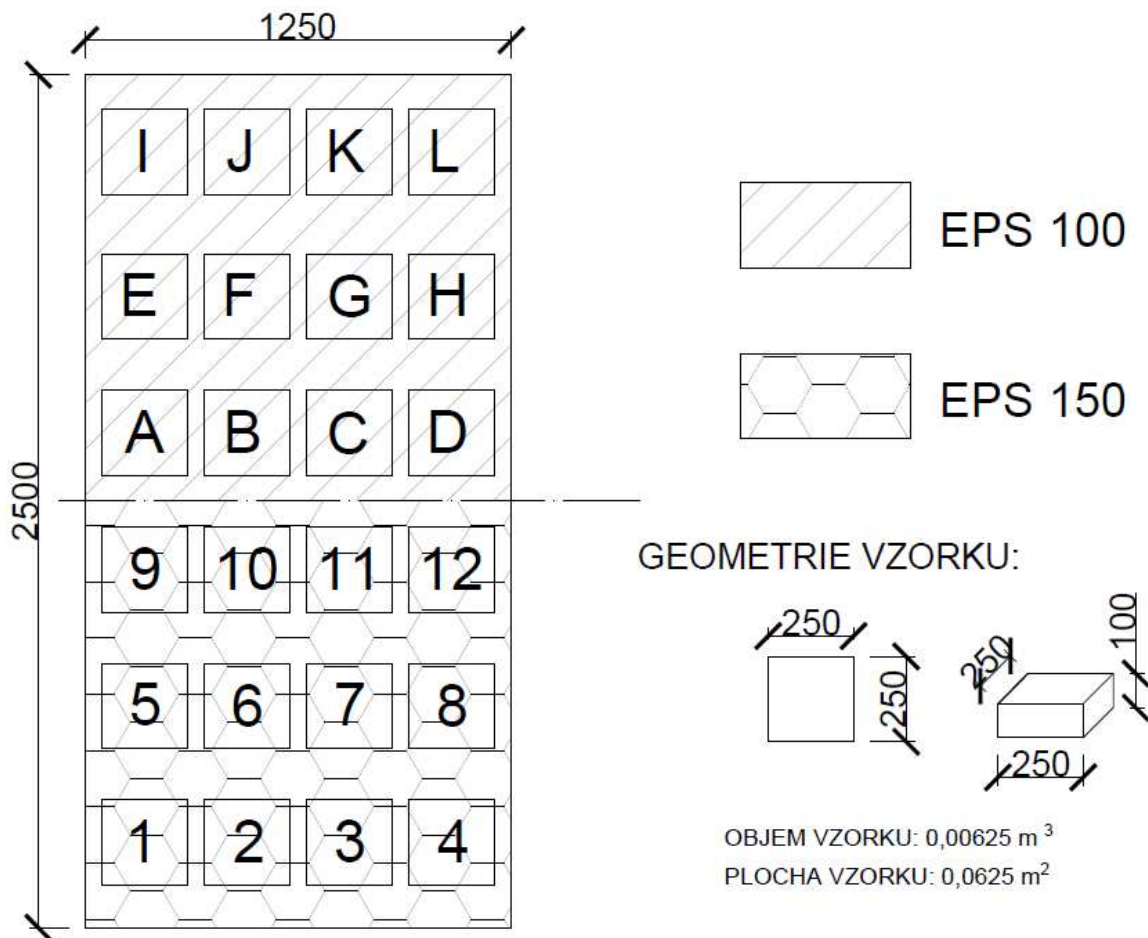 1250
2500
I J K L
E F G H
A B C D
9 10 11 12
5 6 7 8
1 2 3 4
EPS 100
EPS 150
GEOMETRIE VZORKU:
250
250
250
100
250
OBJEM VZORKU: 0,00625 m³
PLOCHA VZORKU: 0,0625 m²